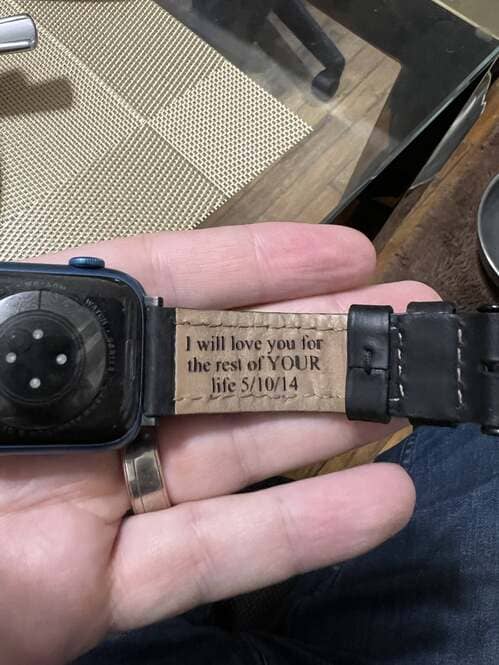 I will love you for
the rest of YOUR
life 5/10/14